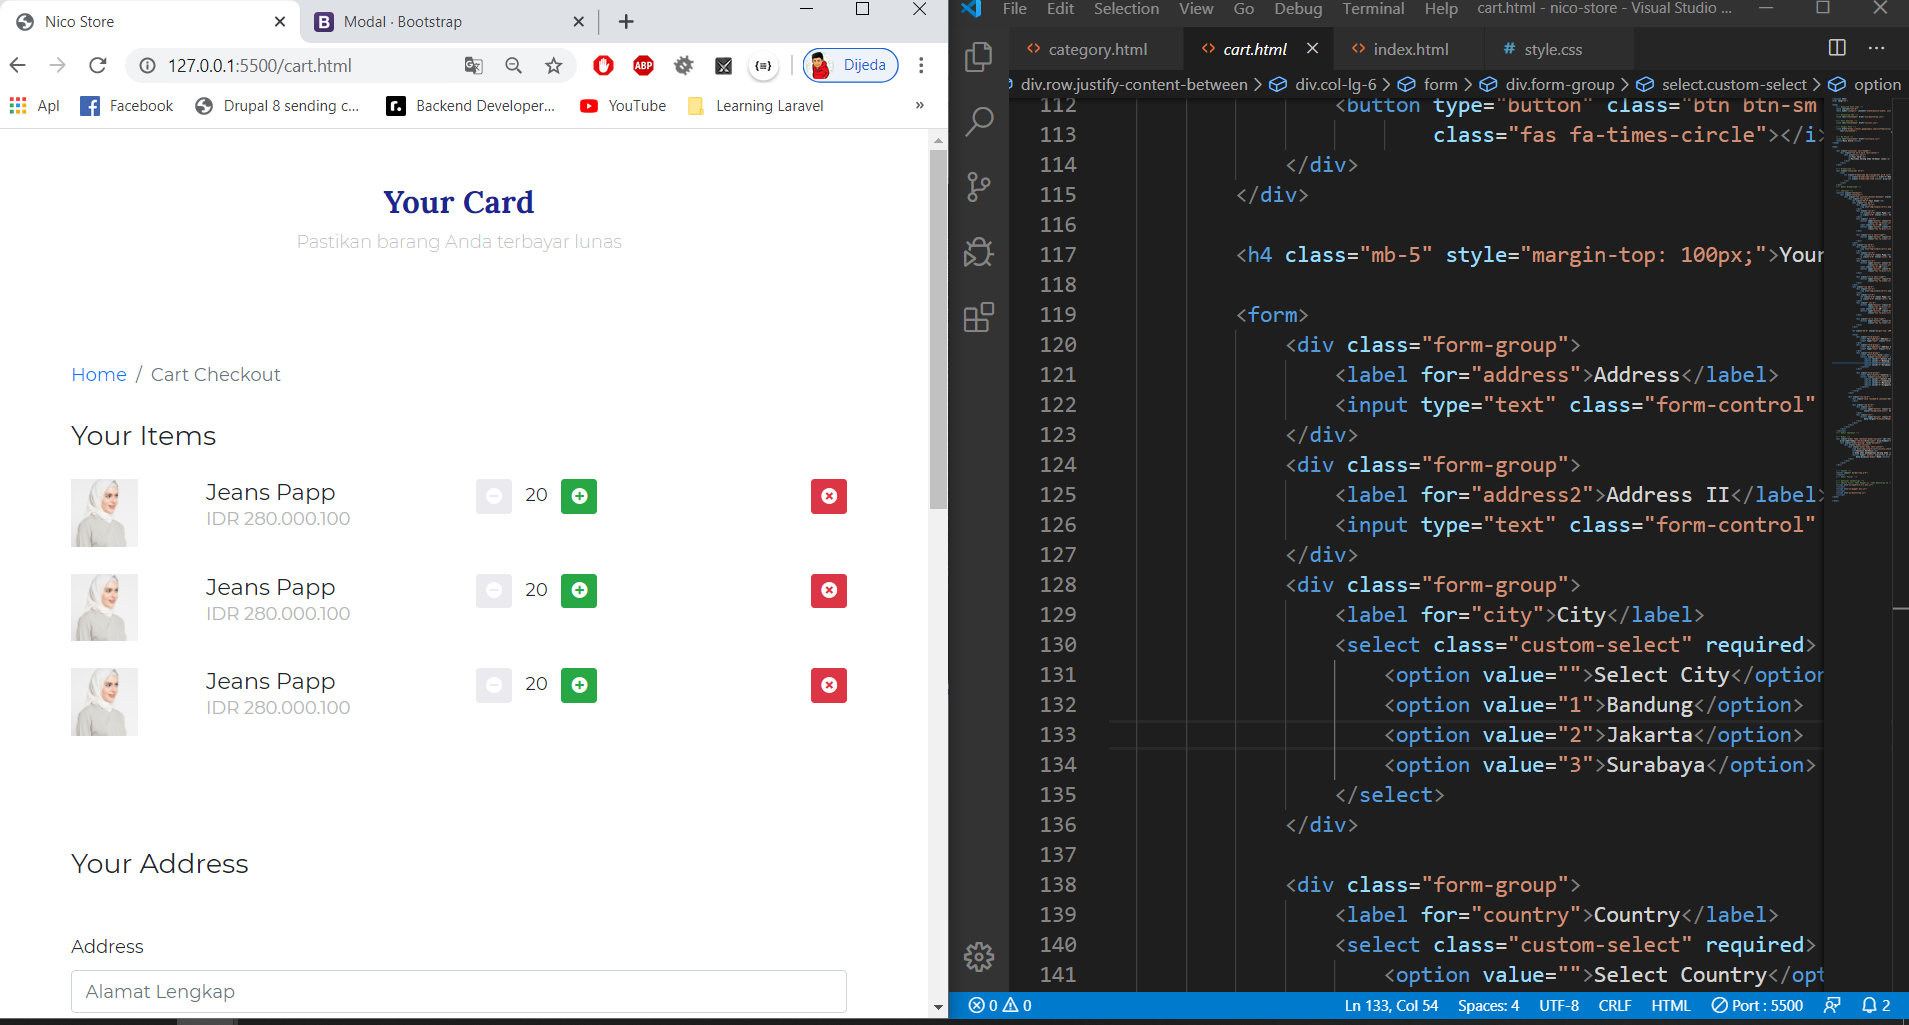 Nico Store
Modal · Bootstrap
127.0.0.1:5500/cart.html
ABP
Dijeda
Apl
Facebook
Drupal 8 sending c...
Backend Developer...
YouTube
Learning Laravel
»
Your Card
Pastikan barang Anda terbayar lunas
Home / Cart Checkout
Your Items
Jeans Papp
IDR 280.000.100
20
Jeans Papp
IDR 280.000.100
20
Jeans Papp
IDR 280.000.100
20
Your Address
Address
Alamat Lengkap
File Edit Selection View Go Debug Terminal Help cart.html - nico-store - Visual Studio ...
category.html
cart.html
index.html
# style.css
div.row.justify-content-between > div.col-lg-6 > form > div.form-group > select.custom-select > option
112 <button type="button" class="btn btn-sm
113 class="fas fa-times-circle"></i>
114 </div>
115 </div>
116
117 <h4 class="mb-5" style="margin-top: 100px;">Your
118
119 <form>
120 <div class="form-group">
121 <label for="address">Address</label>
122 <input type="text" class="form-control"
123 </div>
124 <div class="form-group">
125 <label for="address2">Address II</label>
126 <input type="text" class="form-control"
127 </div>
128 <div class="form-group">
129 <label for="city">City</label>
130 <select class="custom-select" required>
131 <option value="">Select City</option
132 <option value="1">Bandung</option>
133 <option value="2">Jakarta</option>
134 <option value="3">Surabaya</option>
135 </select>
136 </div>
137
138 <div class="form-group">
139 <label for="country">Country</label>
140 <select class="custom-select" required>
141 <option value="">Select Country</opt
0 0 Ln 133, Col 54 Spaces: 4 UTF-8 CRLF HTML Port : 5500 2